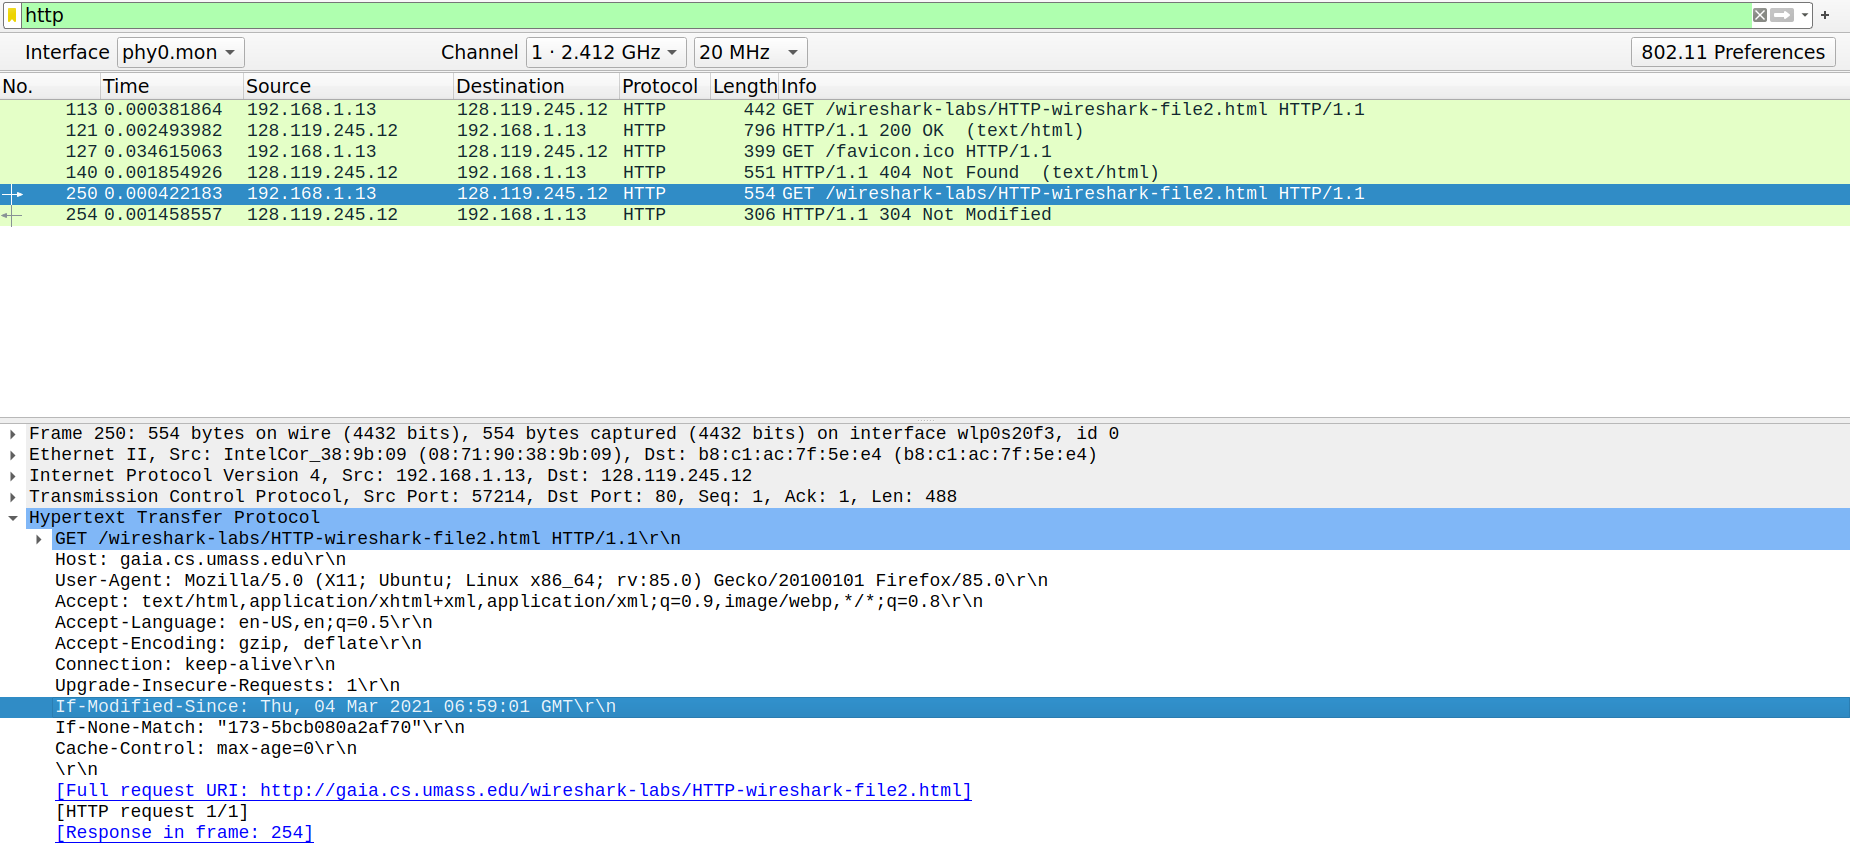 http
Interface phy0.mon Channel 1 · 2.412 GHz 20 MHz 802.11 Preferences
No. Time Source Destination Protocol Length Info
113 0.000381864 192.168.1.13 128.119.245.12 HTTP 442 GET /wireshark-labs/HTTP-wireshark-file2.html HTTP/1.1
121 0.002493982 128.119.245.12 192.168.1.13 HTTP 796 HTTP/1.1 200 OK  (text/html)
127 0.034615063 192.168.1.13 128.119.245.12 HTTP 399 GET /favicon.ico HTTP/1.1
140 0.001854926 128.119.245.12 192.168.1.13 HTTP 551 HTTP/1.1 404 Not Found  (text/html)
250 0.000422183 192.168.1.13 128.119.245.12 HTTP 554 GET /wireshark-labs/HTTP-wireshark-file2.html HTTP/1.1
254 0.001458557 128.119.245.12 192.168.1.13 HTTP 306 HTTP/1.1 304 Not Modified
Frame 250: 554 bytes on wire (4432 bits), 554 bytes captured (4432 bits) on interface wlp0s20f3, id 0
Ethernet II, Src: IntelCor_38:9b:09 (08:71:90:38:9b:09), Dst: b8:c1:ac:7f:5e:e4 (b8:c1:ac:7f:5e:e4)
Internet Protocol Version 4, Src: 192.168.1.13, Dst: 128.119.245.12
Transmission Control Protocol, Src Port: 57214, Dst Port: 80, Seq: 1, Ack: 1, Len: 488
Hypertext Transfer Protocol
GET /wireshark-labs/HTTP-wireshark-file2.html HTTP/1.1\r\n
Host: gaia.cs.umass.edu\r\n
User-Agent: Mozilla/5.0 (X11; Ubuntu; Linux x86_64; rv:85.0) Gecko/20100101 Firefox/85.0\r\n
Accept: text/html,application/xhtml+xml,application/xml;q=0.9,image/webp,*/*;q=0.8\r\n
Accept-Language: en-US,en;q=0.5\r\n
Accept-Encoding: gzip, deflate\r\n
Connection: keep-alive\r\n
Upgrade-Insecure-Requests: 1\r\n
If-Modified-Since: Thu, 04 Mar 2021 06:59:01 GMT\r\n
If-None-Match: "173-5bcb080a2af70"\r\n
Cache-Control: max-age=0\r\n
\r\n
[Full request URI: http://gaia.cs.umass.edu/wireshark-labs/HTTP-wireshark-file2.html]
[HTTP request 1/1]
[Response in frame: 254]